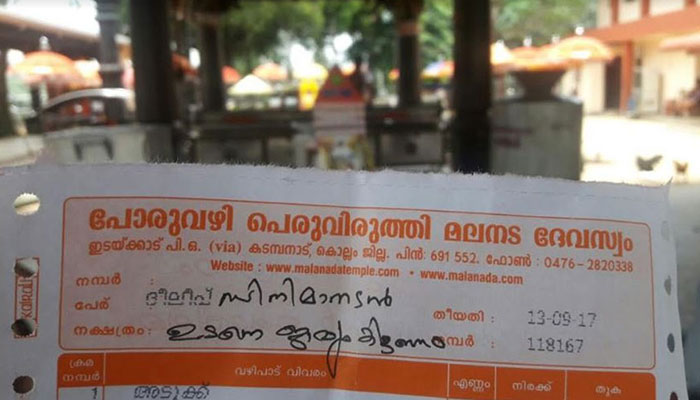 പോരുവഴി പെരുവിരുത്തി മലനട ദേവസ്വം
ഇടയ്ക്കാട് പി.ഒ. (via) കടമ്പനാട്, കൊല്ലം ജില്ല. പിൻ: 691 552. ഫോൺ : 0476-2820338
Website : www.malanadatemple.com • www.malanada.com
നമ്പർ :
പേര് : ദിലീപ് സിനിമാനടൻ
തീയതി : 13-09-17
നക്ഷത്രം : ഉടനെ ജാമ്യം കിട്ടണം
നമ്പർ : 118167
ക്രമ നമ്പർ വഴിപാട് വിവരം എണ്ണം നിരക്ക് തുക
1 അടുക്ക്